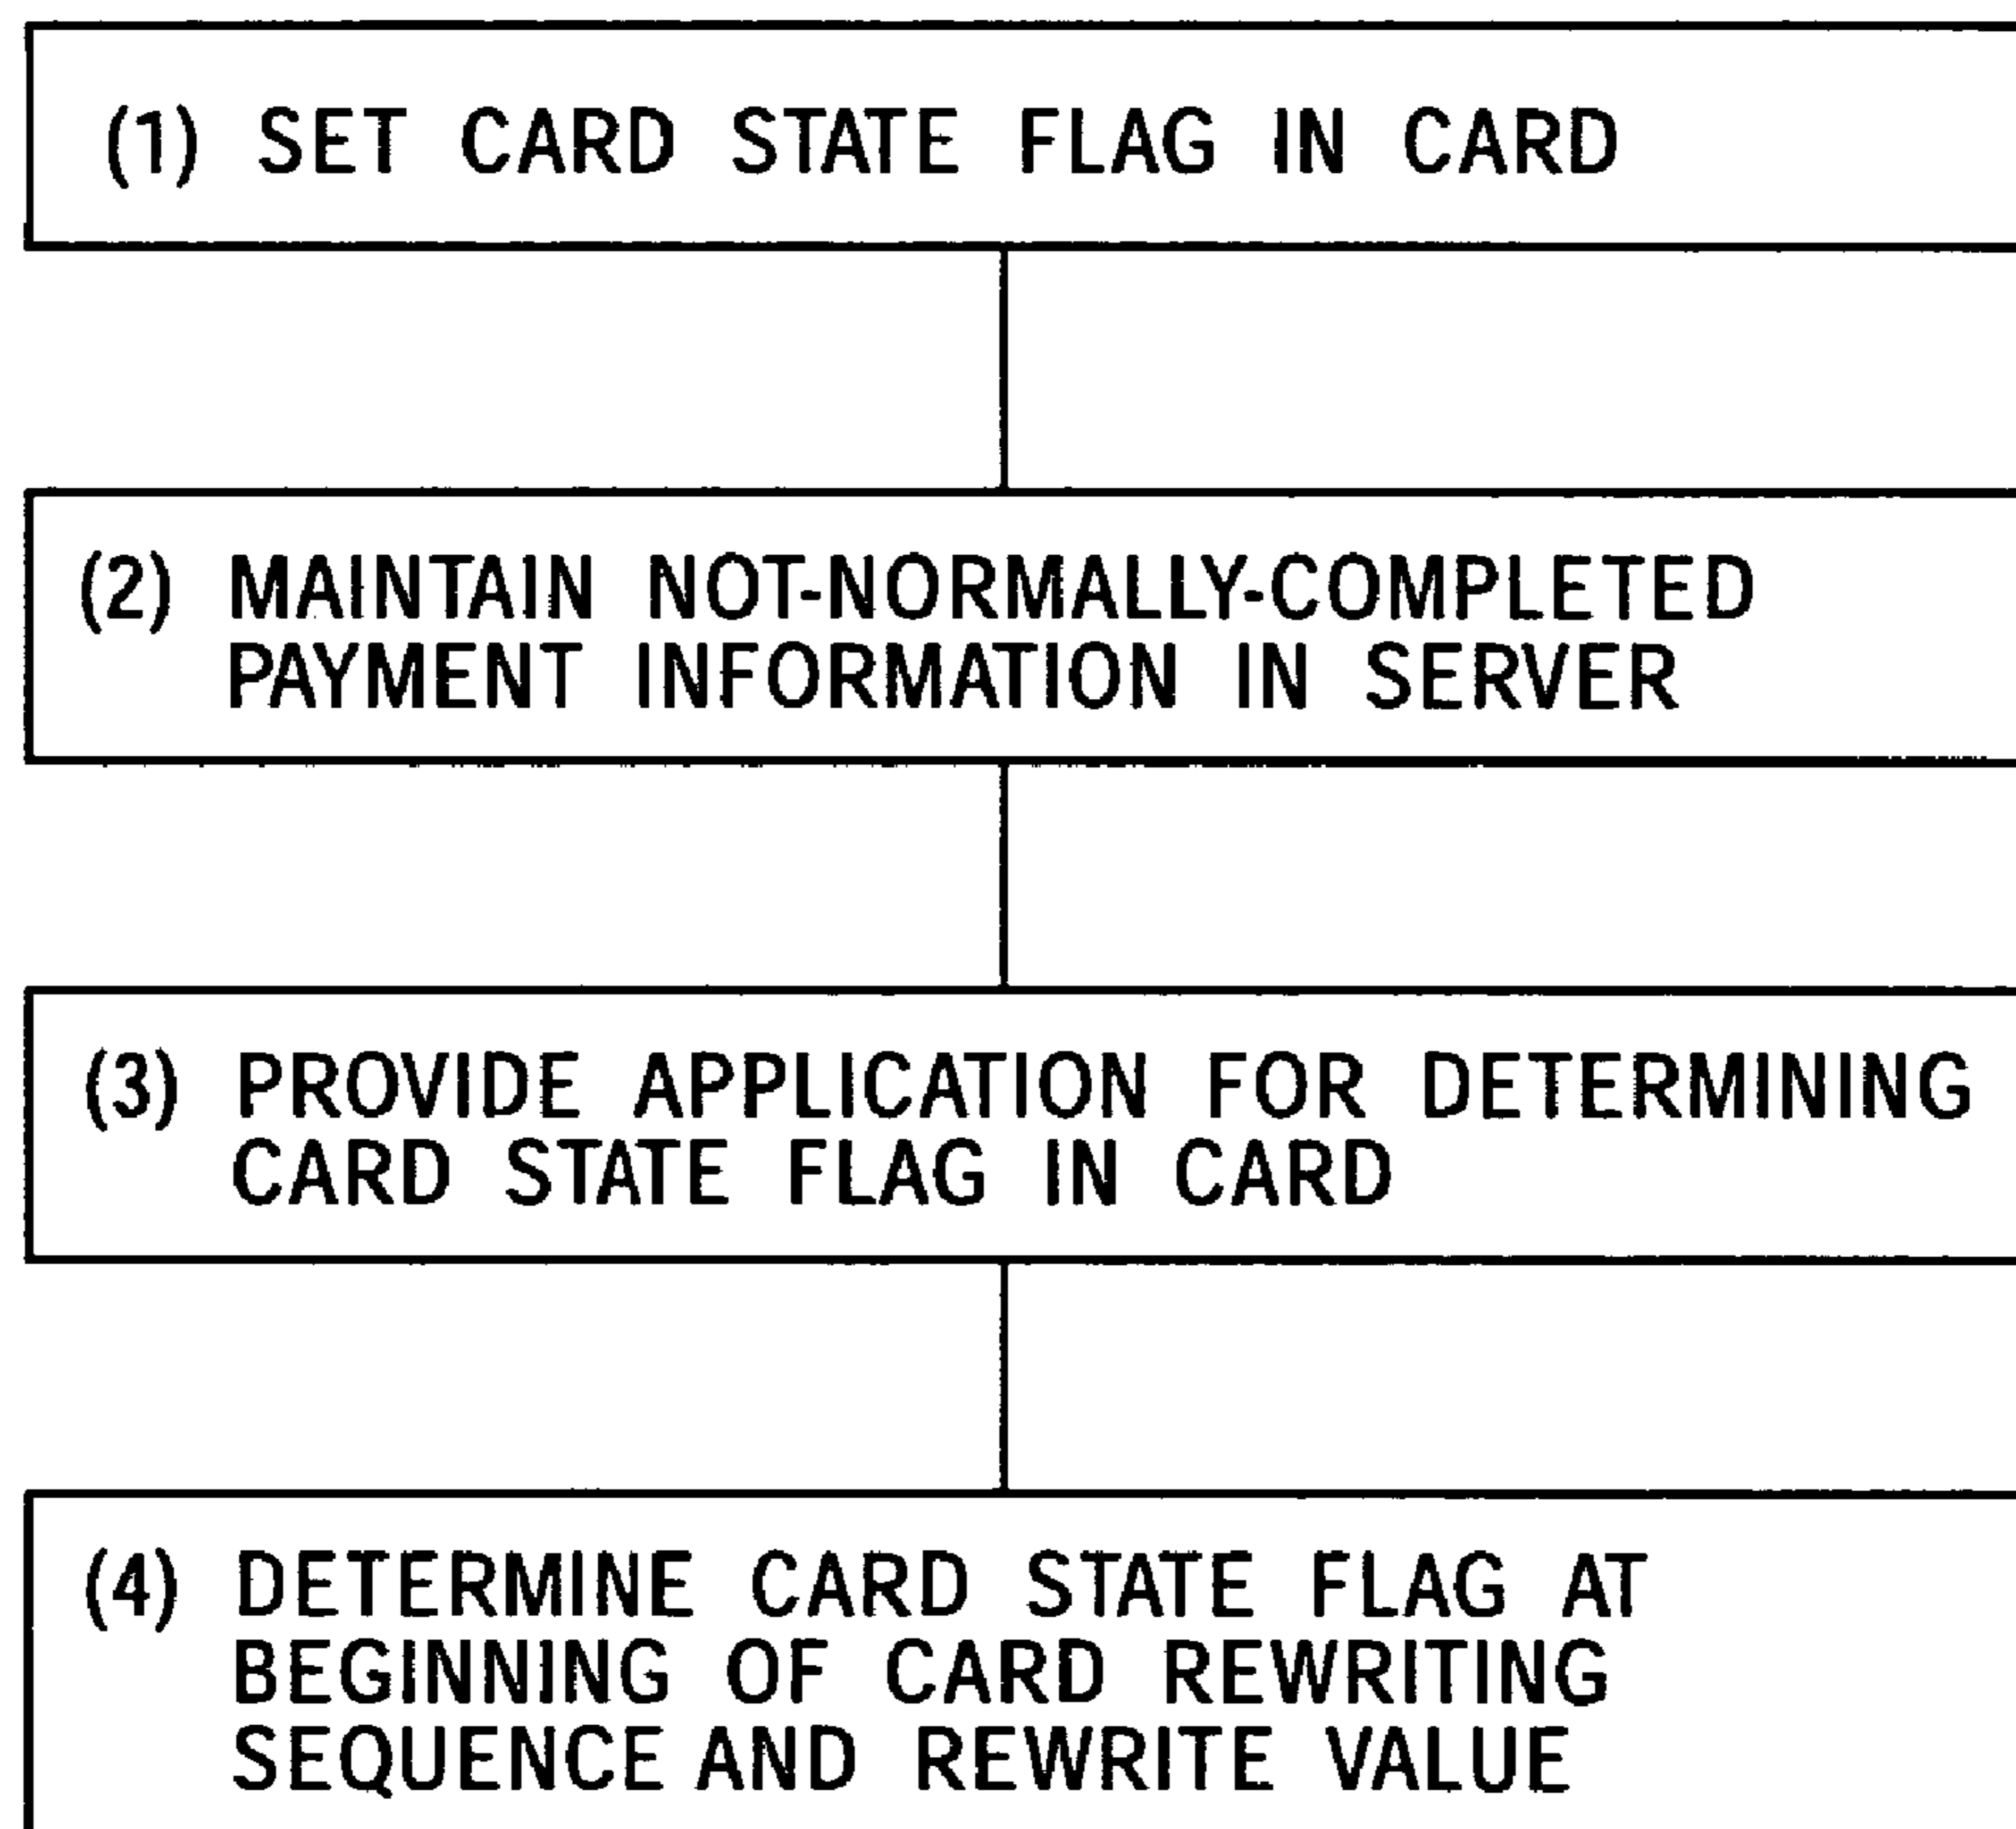 (1) SET CARD STATE FLAG IN CARD
(2) MAINTAIN NOT-NORMALLY-COMPLETED
PAYMENT INFORMATION IN SERVER
(3) PROVIDE APPLICATION FOR DETERMINING
CARD STATE FLAG IN CARD
(4) DETERMINE CARD STATE FLAG AT
BEGINNING OF CARD REWRITING
SEQUENCE AND REWRITE VALUE